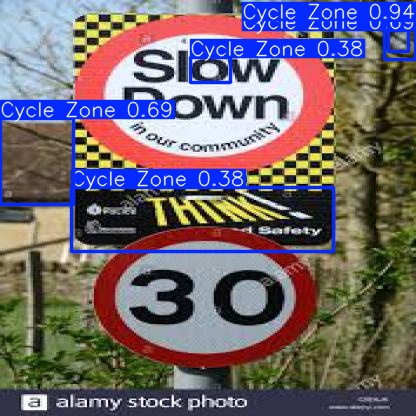 Cycle Zone 0.94
Cycle Zone 0.38
Slow
Down
in our community
Cycle Zone 0.69
Cycle Zone 0.38
THINK!
Safety
30
a alamy stock photo